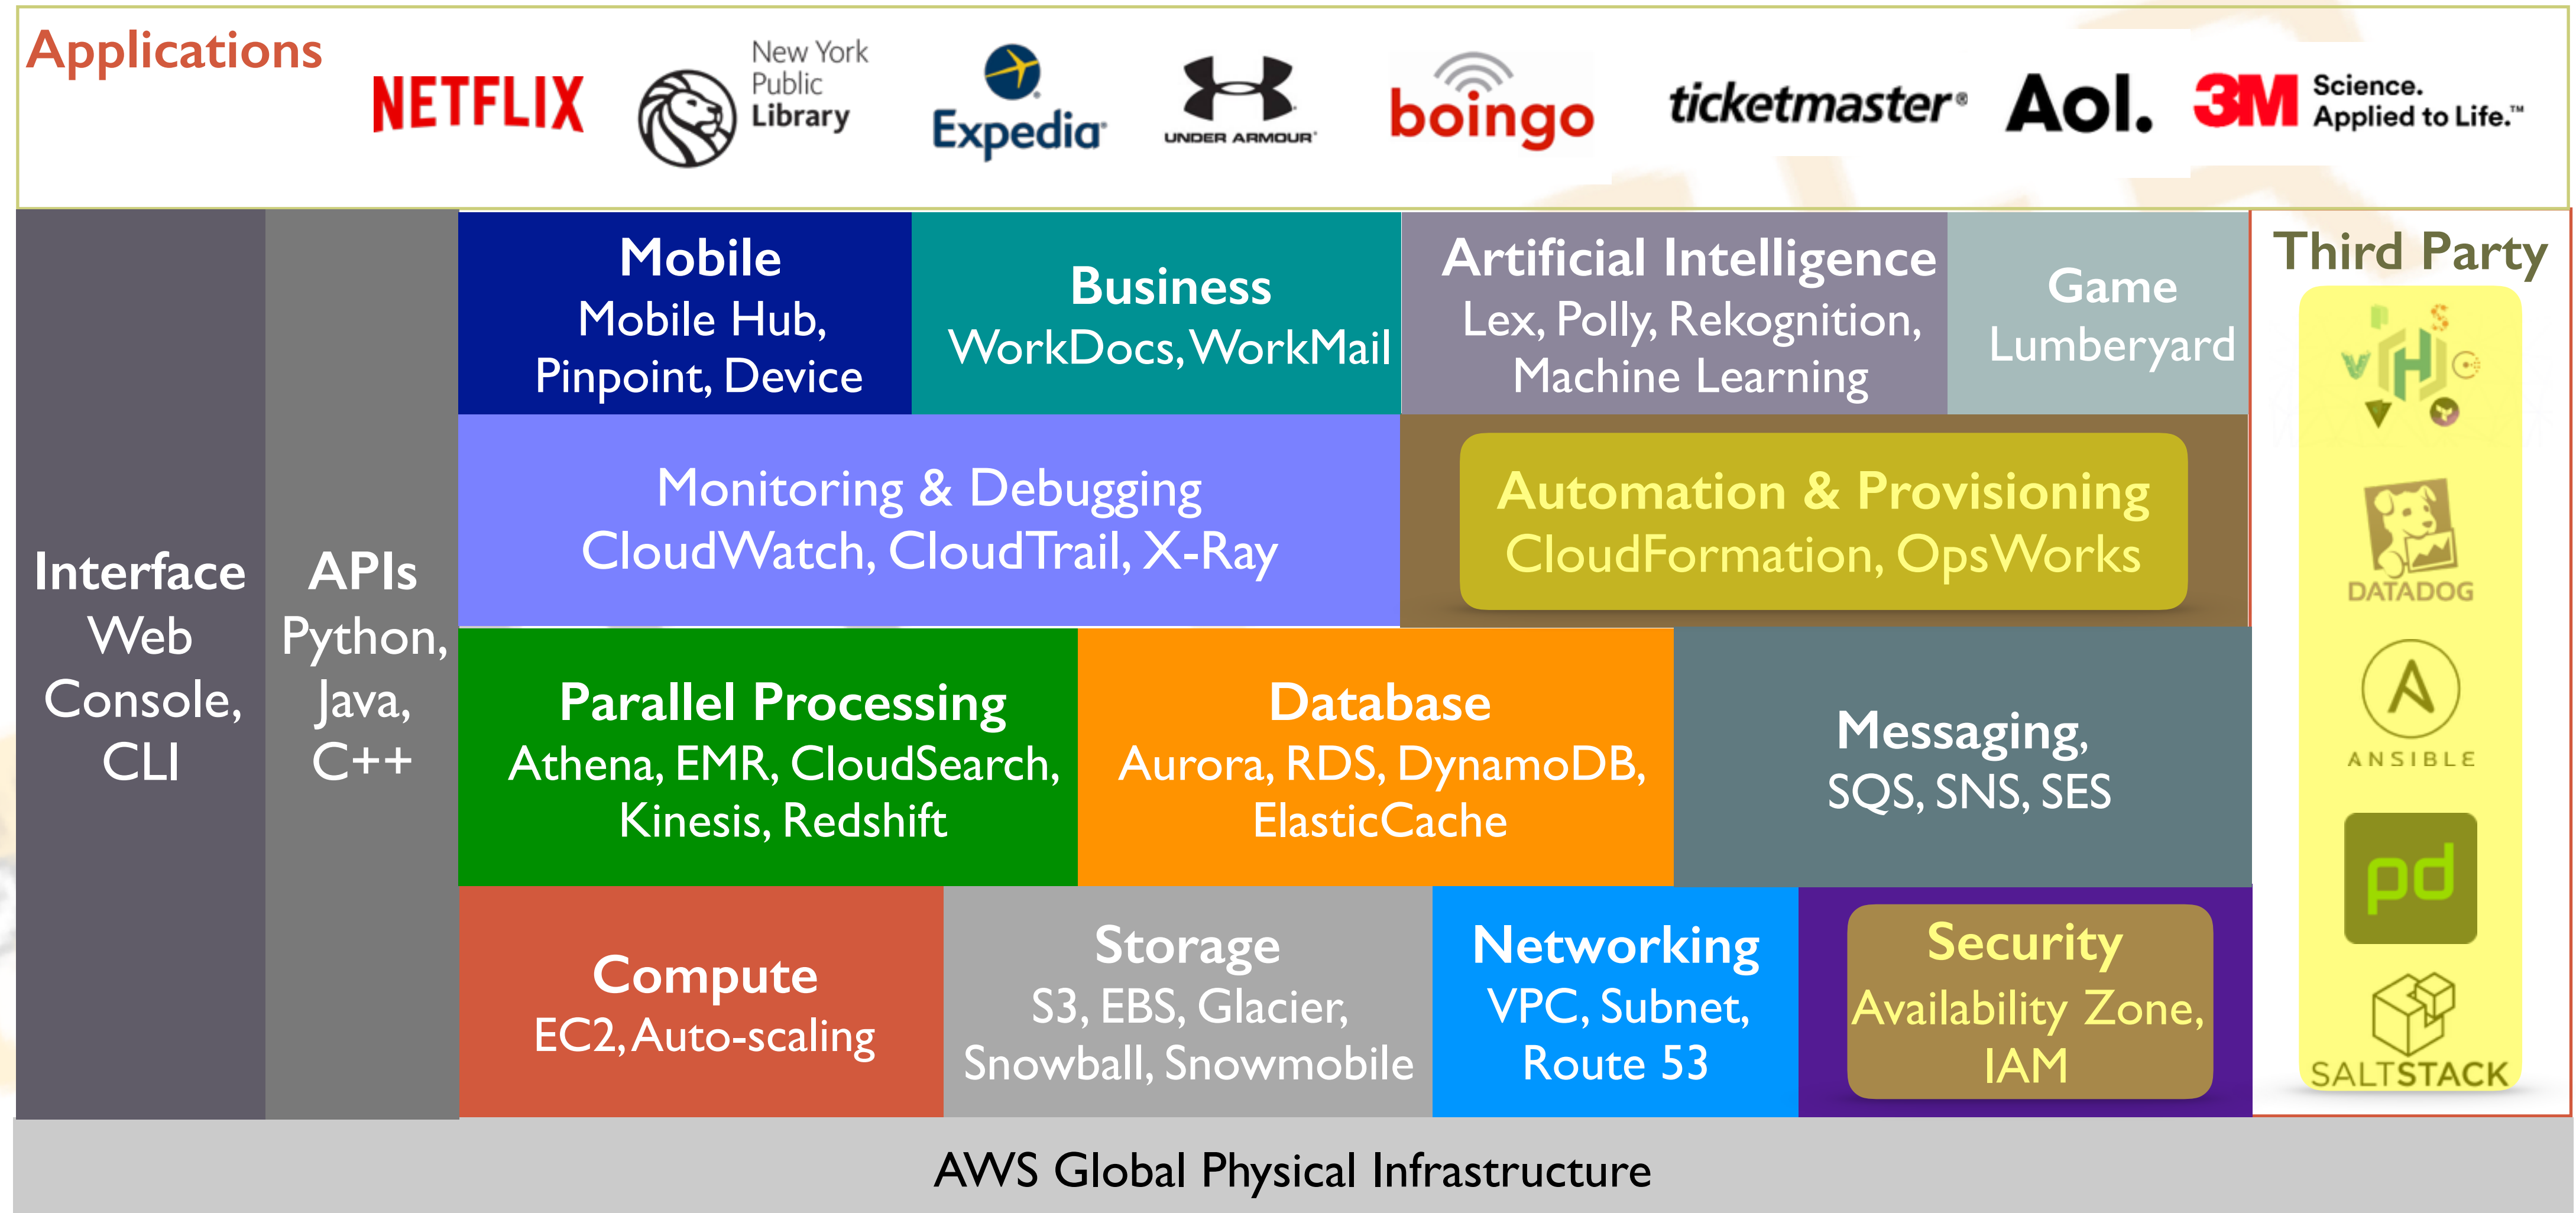 Applications
NETFLIX
New York
Public
Library
Expedia
UNDER ARMOUR
boingo
ticketmaster®
Aol.
3M
Science.
Applied to Life.™
Interface
Web
Console,
CLI
APIs
Python,
Java,
C++
Mobile
Mobile Hub,
Pinpoint, Device
Business
WorkDocs, WorkMail
Artificial Intelligence
Lex, Polly, Rekognition,
Machine Learning
Game
Lumberyard
Monitoring & Debugging
CloudWatch, CloudTrail, X-Ray
Automation & Provisioning
CloudFormation, OpsWorks
Parallel Processing
Athena, EMR, CloudSearch,
Kinesis, Redshift
Database
Aurora, RDS, DynamoDB,
ElasticCache
Messaging,
SQS, SNS, SES
Compute
EC2, Auto-scaling
Storage
S3, EBS, Glacier,
Snowball, Snowmobile
Networking
VPC, Subnet,
Route 53
Security
Availability Zone,
IAM
Third Party
DATADOG
ANSIBLE
pd
SALTSTACK
AWS Global Physical Infrastructure